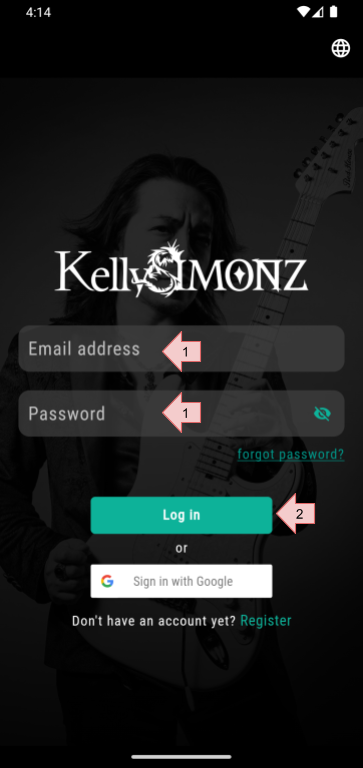 4:14
KellySIMONZ
Email address
1
Password
1
forgot password?
Log in
2
or
Sign in with Google
Don't have an account yet? Register